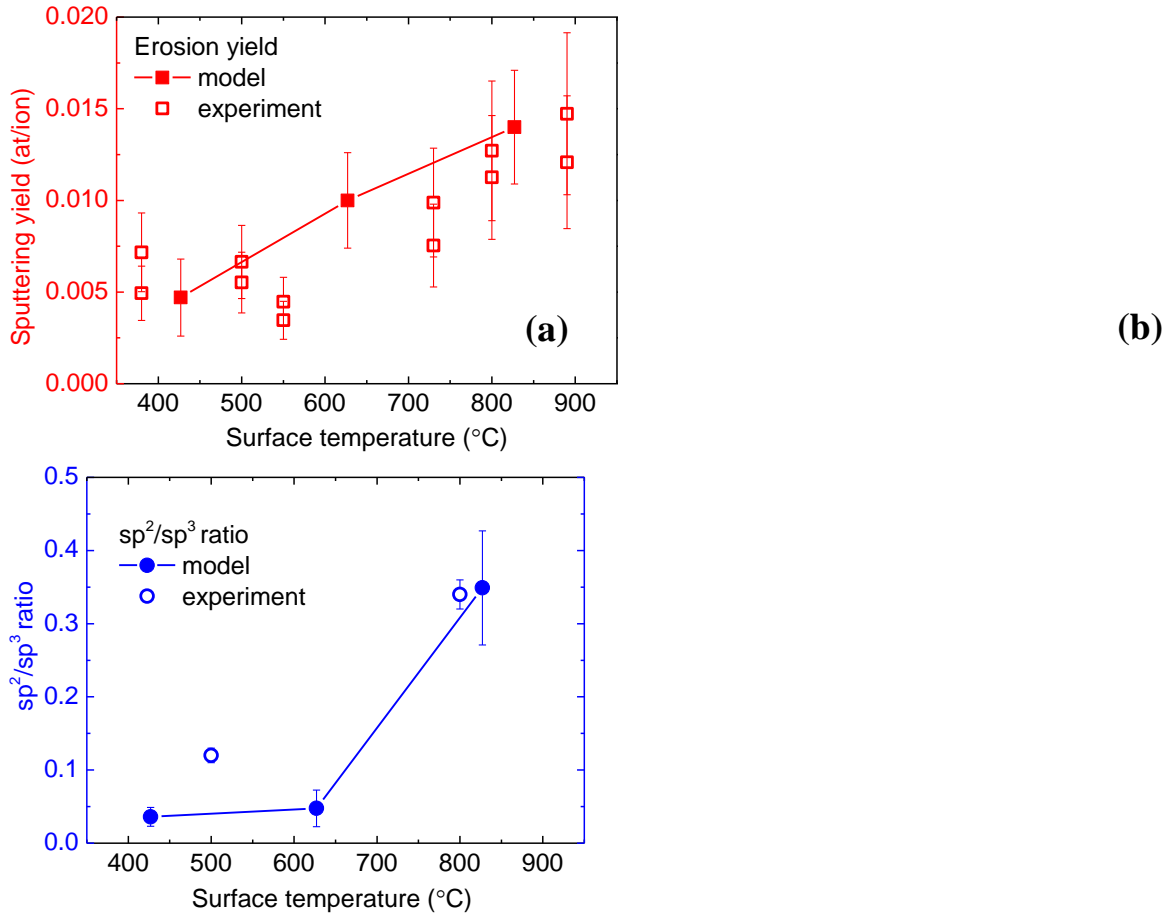 0.020
Erosion yield
model
experiment
0.015
0.010
0.005
0.000
Sputtering yield (at/ion)
(a)
(b)
400 500 600 700 800 900
Surface temperature (°C)
0.5
sp²/sp³ ratio
model
experiment
0.4
0.3
0.2
0.1
0.0
sp²/sp³ ratio
400 500 600 700 800 900
Surface temperature (°C)